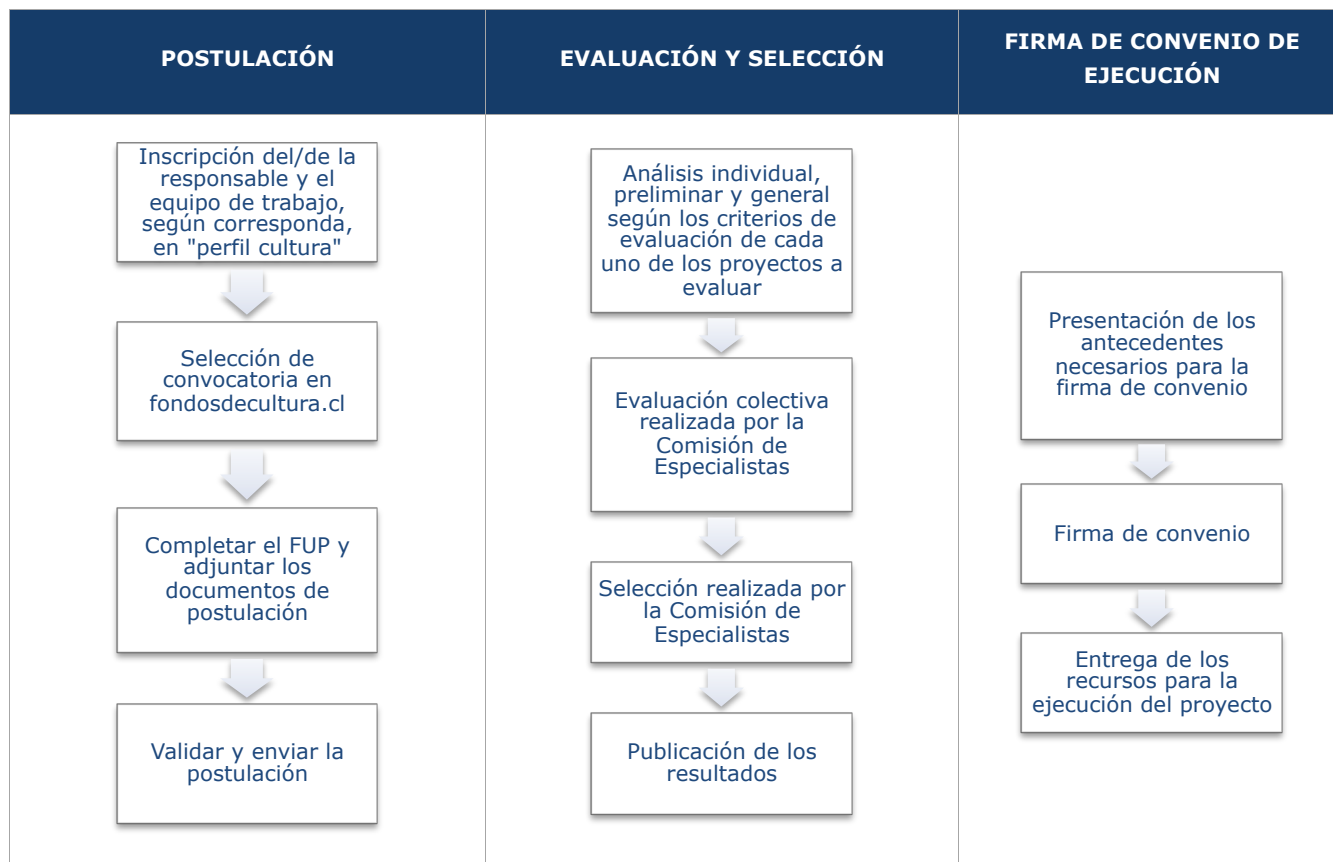 POSTULACIÓN
EVALUACIÓN Y SELECCIÓN
FIRMA DE CONVENIO DE
EJECUCIÓN
Inscripción del/de la
responsable y el
equipo de trabajo,
según corresponda,
en "perfil cultura"
Selección de
convocatoria en
fondosdecultura.cl
Completar el FUP y
adjuntar los
documentos de
postulación
Validar y enviar la
postulación
Análisis individual,
preliminar y general
según los criterios de
evaluación de cada
uno de los proyectos a
evaluar
Evaluación colectiva
realizada por la
Comisión de
Especialistas
Selección realizada por
la Comisión de
Especialistas
Publicación de los
resultados
Presentación de los
antecedentes
necesarios para la
firma de convenio
Firma de convenio
Entrega de los
recursos para la
ejecución del proyecto